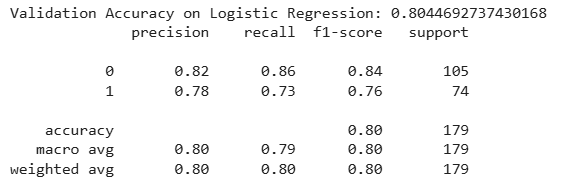 Validation Accuracy on Logistic Regression: 0.8044692737430168
precision recall f1-score support
0 0.82 0.86 0.84 105
1 0.78 0.73 0.76 74
accuracy 0.80 179
macro avg 0.80 0.79 0.80 179
weighted avg 0.80 0.80 0.80 179